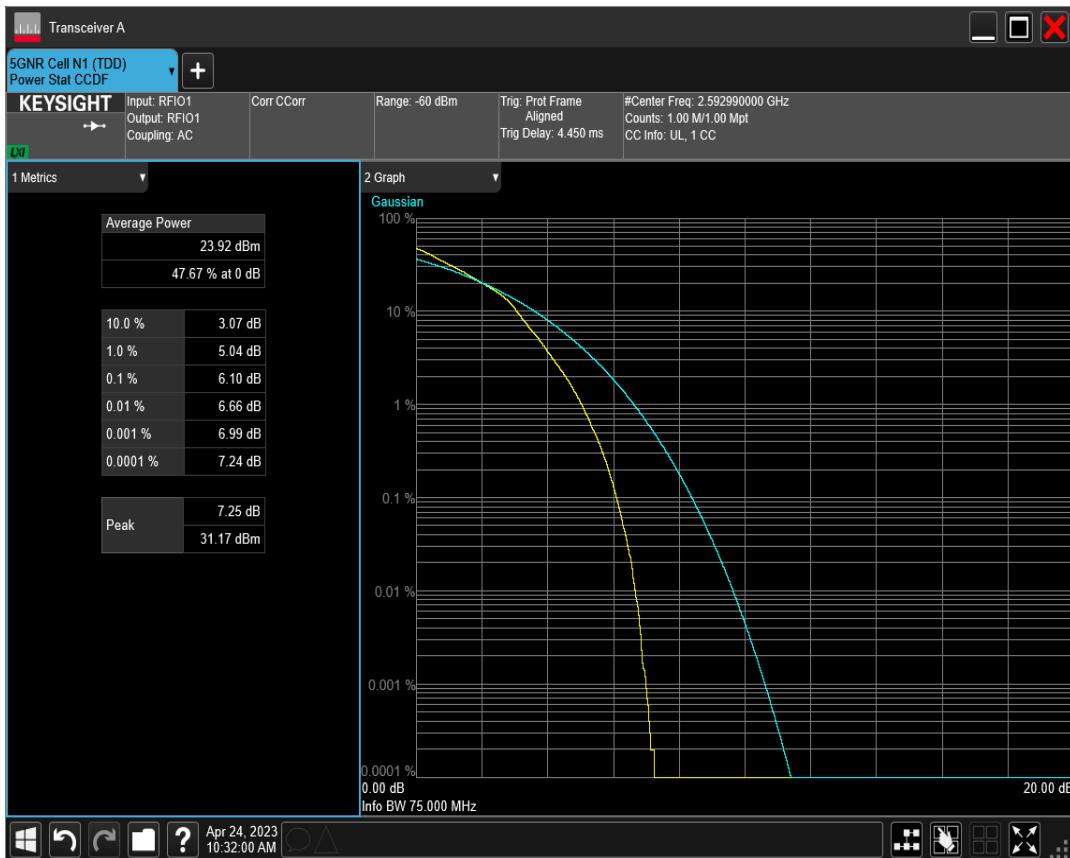 Transceiver A
5GNR Cell N1 (TDD)
Power Stat CCDF
+
KEYSIGHT
LXI
Input: RFIO1
Output: RFIO1
Coupling: AC
Corr CCorr
Range: -60 dBm
Trig: Prot Frame
Aligned
Trig Delay: 4.450 ms
#Center Freq: 2.592990000 GHz
Counts: 1.00 M/1.00 Mpt
CC Info: UL, 1 CC
1 Metrics
Average Power
23.92 dBm
47.67 % at 0 dB
10.0 % 3.07 dB
1.0 % 5.04 dB
0.1 % 6.10 dB
0.01 % 6.66 dB
0.001 % 6.99 dB
0.0001 % 7.24 dB
Peak
7.25 dB
31.17 dBm
2 Graph
Gaussian
100 %
10 %
1 %
0.1 %
0.01 %
0.001 %
0.0001 %
0.00 dB 20.00 dB
Info BW 75.000 MHz
?
Apr 24, 2023
10:32:00 AM